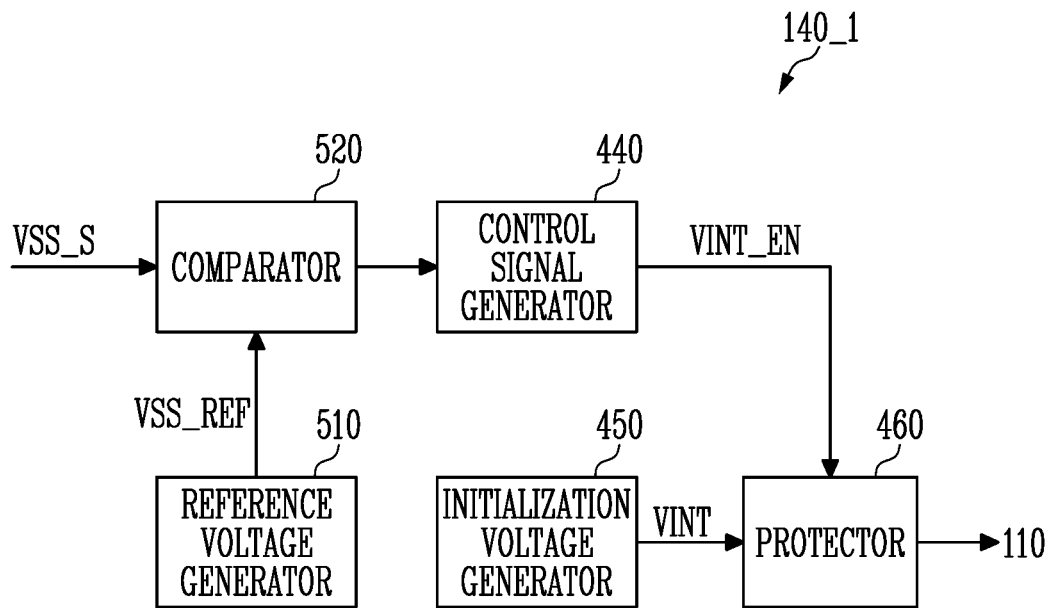 140_1
520
440
VSS_S
COMPARATOR
CONTROL
SIGNAL
GENERATOR
VINT_EN
VSS_REF
510
450
460
REFERENCE
VOLTAGE
GENERATOR
INITIALIZATION
VOLTAGE
GENERATOR
VINT
PROTECTOR
110